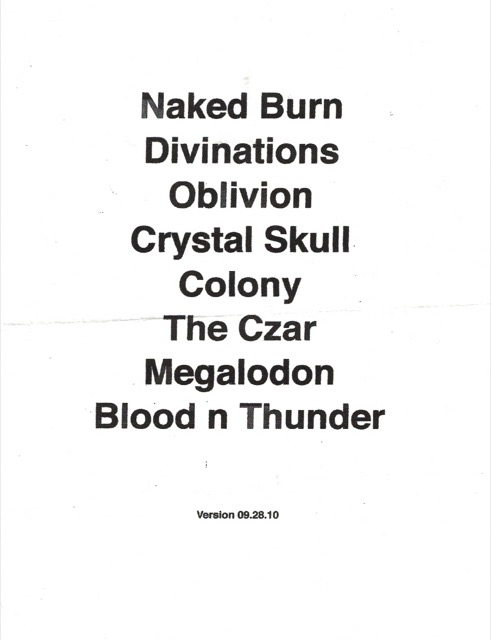 Naked Burn
Divinations
Oblivion
Crystal Skull
Colony
The Czar
Megalodon
Blood n Thunder
Version 09.28.10